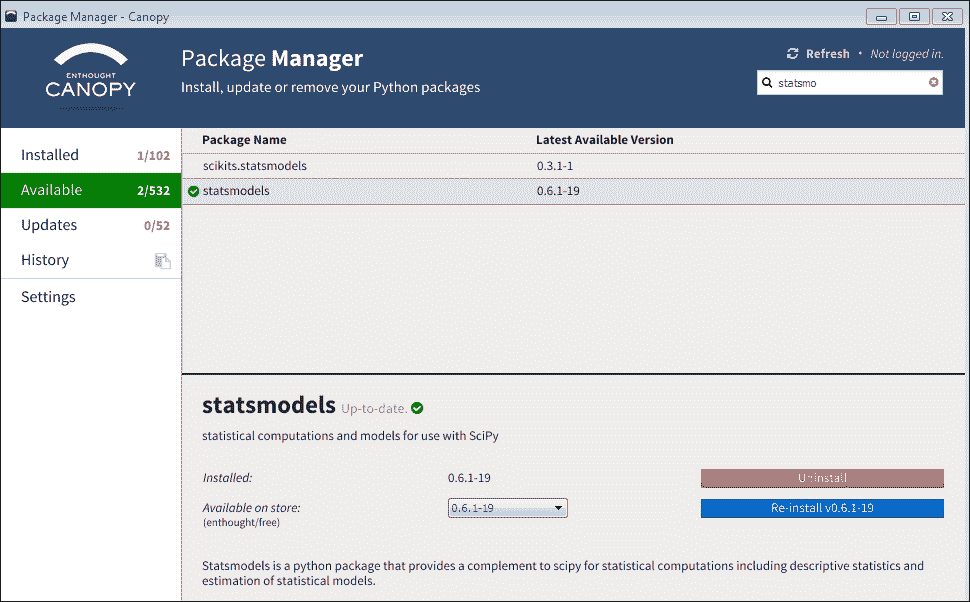 Package Manager - Canopy
ENTHOUGHT
CANOPY
Package Manager
Install, update or remove your Python packages
Refresh • Not logged in.
statsmo
Installed 1/102
Available 2/532
Updates 0/52
History
Settings
Package Name Latest Available Version
scikits.statsmodels 0.3.1-1
statsmodels 0.6.1-19
statsmodels Up-to-date.
statistical computations and models for use with SciPy
Installed: 0.6.1-19 Uninstall
Available on store: 0.6.1-19 Re-install v0.6.1-19
(enthought/free)
Statsmodels is a python package that provides a complement to scipy for statistical computations including descriptive statistics and
estimation of statistical models.